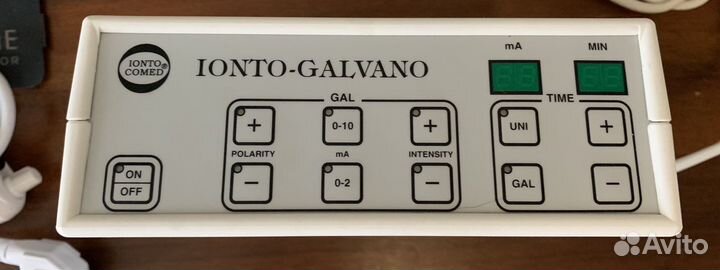 IONTO®
COMED
IONTO-GALVANO
mA
MIN
GAL
TIME
+
0-10
+
UNI
+
POLARITY
mA
INTENSITY
ON
OFF
-
0-2
-
GAL
-
Avito